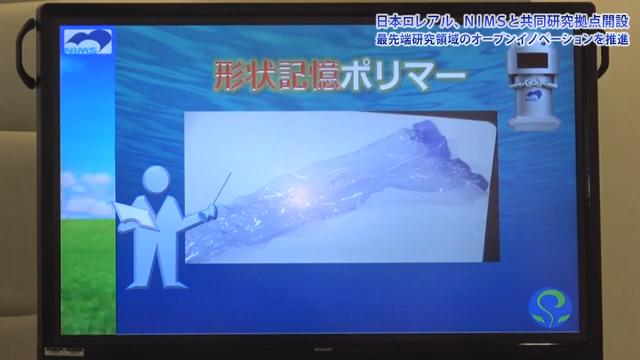 日本ロレアル、NIMSと共同研究拠点開設
最先端研究領域のオープンイノベーションを推進
NIMS
形状記憶ポリマー
SHARP